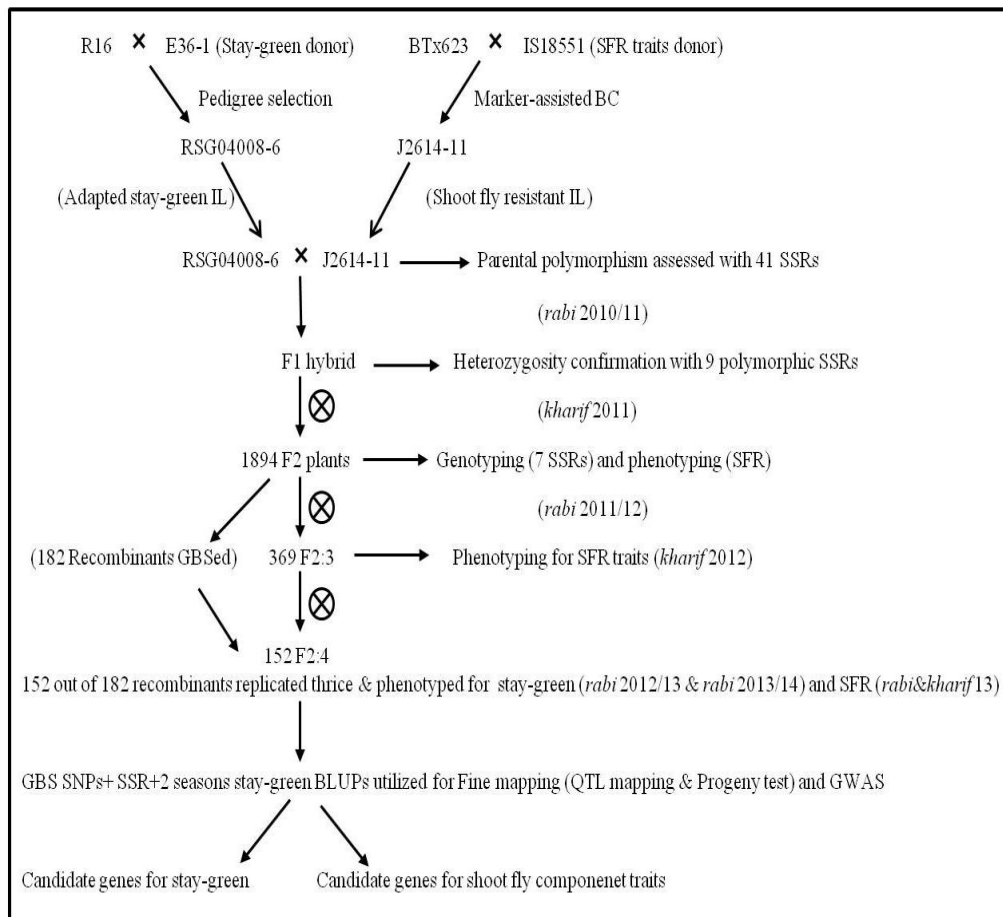 R16 × E36-1 (Stay-green donor) BTx623 × IS18551 (SFR traits donor)
Pedigree selection Marker-assisted BC
RSG04008-6 J2614-11
(Adapted stay-green IL) (Shoot fly resistant IL)
RSG04008-6 × J2614-11 Parental polymorphism assessed with 41 SSRs
(rabi 2010/11)
F1 hybrid Heterozygosity confirmation with 9 polymorphic SSRs
(kharif 2011)
1894 F2 plants Genotyping (7 SSRs) and phenotyping (SFR)
(rabi 2011/12)
(182 Recombinants GBSed) 369 F2:3 Phenotyping for SFR traits (kharif 2012)
152 F2:4
152 out of 182 recombinants replicated thrice & phenotyped for stay-green (rabi 2012/13 & rabi 2013/14) and SFR (rabi&kharif 13)
GBS SNPs+ SSR+2 seasons stay-green BLUPs utilized for Fine mapping (QTL mapping & Progeny test) and GWAS
Candidate genes for stay-green Candidate genes for shoot fly componenet traits